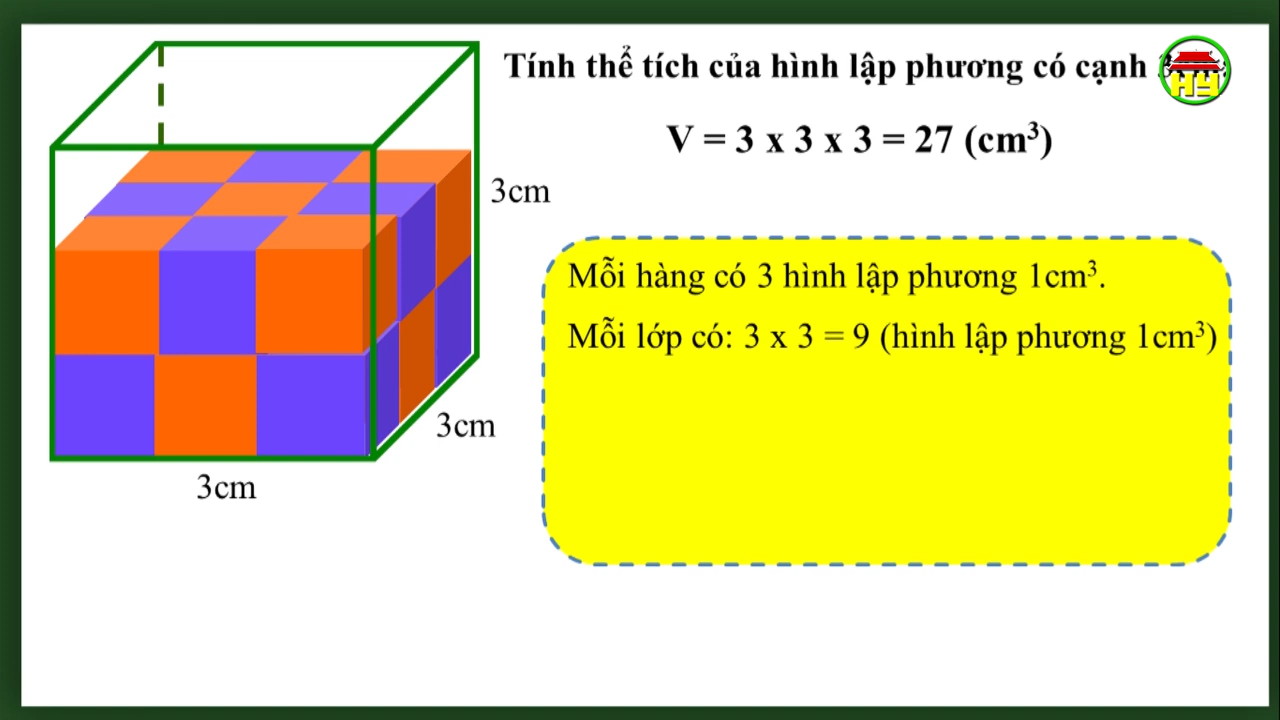 Tính thể tích của hình lập phương có cạnh
HY
V = 3 x 3 x 3 = 27 (cm³)
3cm
Mỗi hàng có 3 hình lập phương 1cm³.
Mỗi lớp có: 3 x 3 = 9 (hình lập phương 1cm³)
3cm
3cm